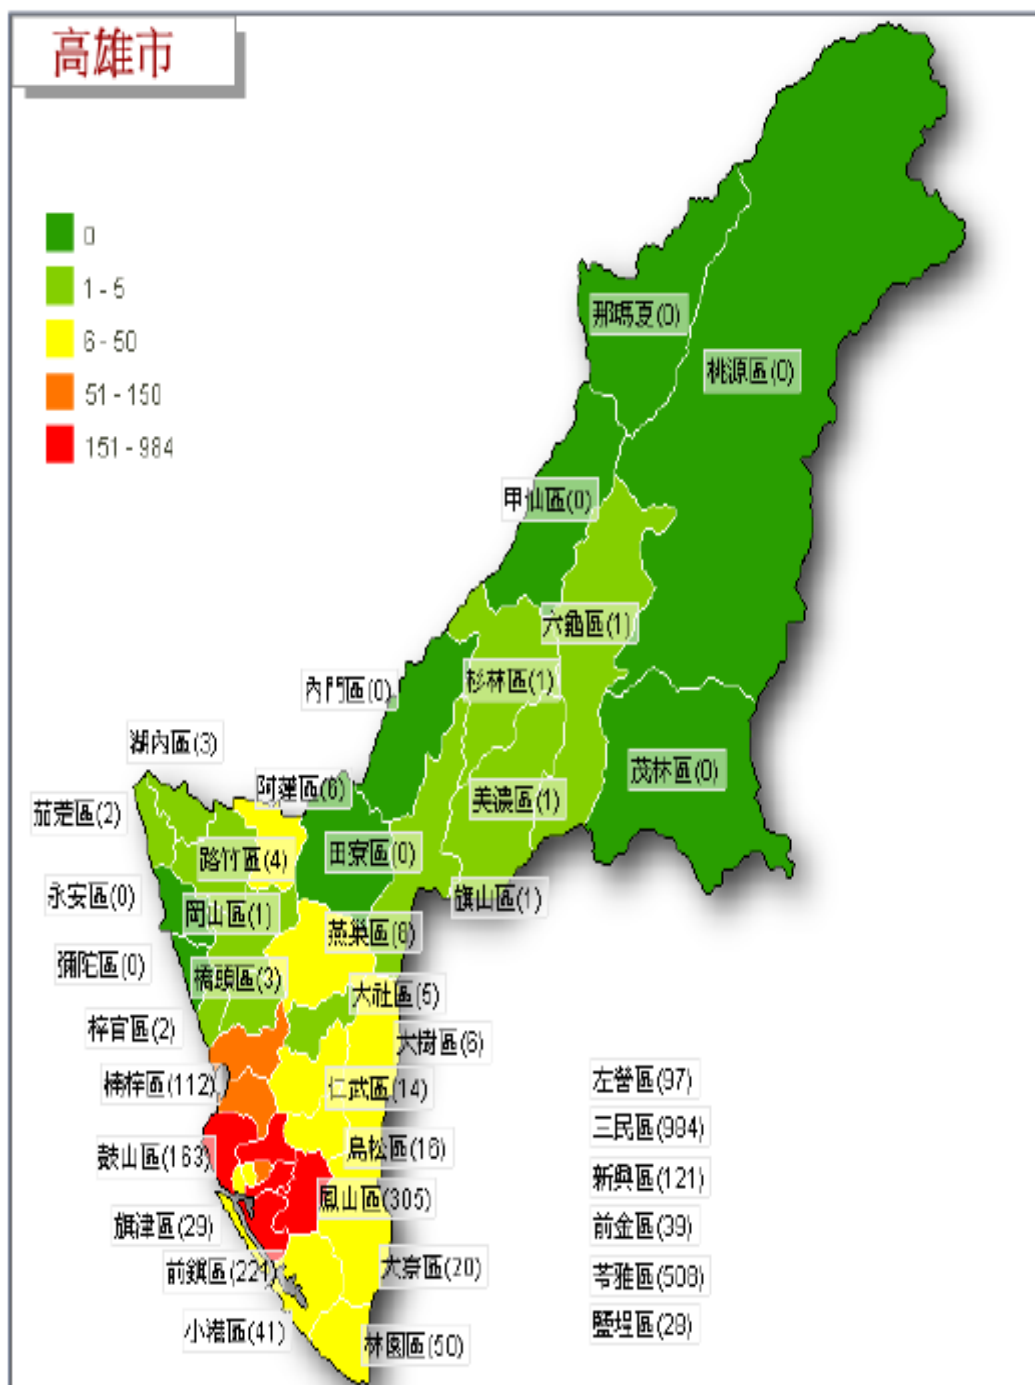 高雄市
0
1 - 5
6 - 50
51 - 150
151 - 984
那瑪夏(0)
桃源區(0)
甲仙區(0)
六龜區(1)
杉林區(1)
內門區(0)
湖內區(3)
茂林區(0)
阿蓮區(6)
美濃區(1)
茄萣區(2)
路竹區(4)
田寮區(0)
永安區(0)
旗山區(1)
岡山區(1)
燕巢區(8)
彌陀區(0)
橋頭區(3)
大社區(5)
梓官區(2)
大樹區(6)
楠梓區(112)
仁武區(14)
左營區(97)
三民區(984)
鳥松區(16)
鼓山區(163)
新興區(121)
鳳山區(305)
旗津區(29)
前金區(39)
前鎮區(221)
大寮區(20)
苓雅區(508)
小港區(41)
林園區(50)
鹽埕區(28)